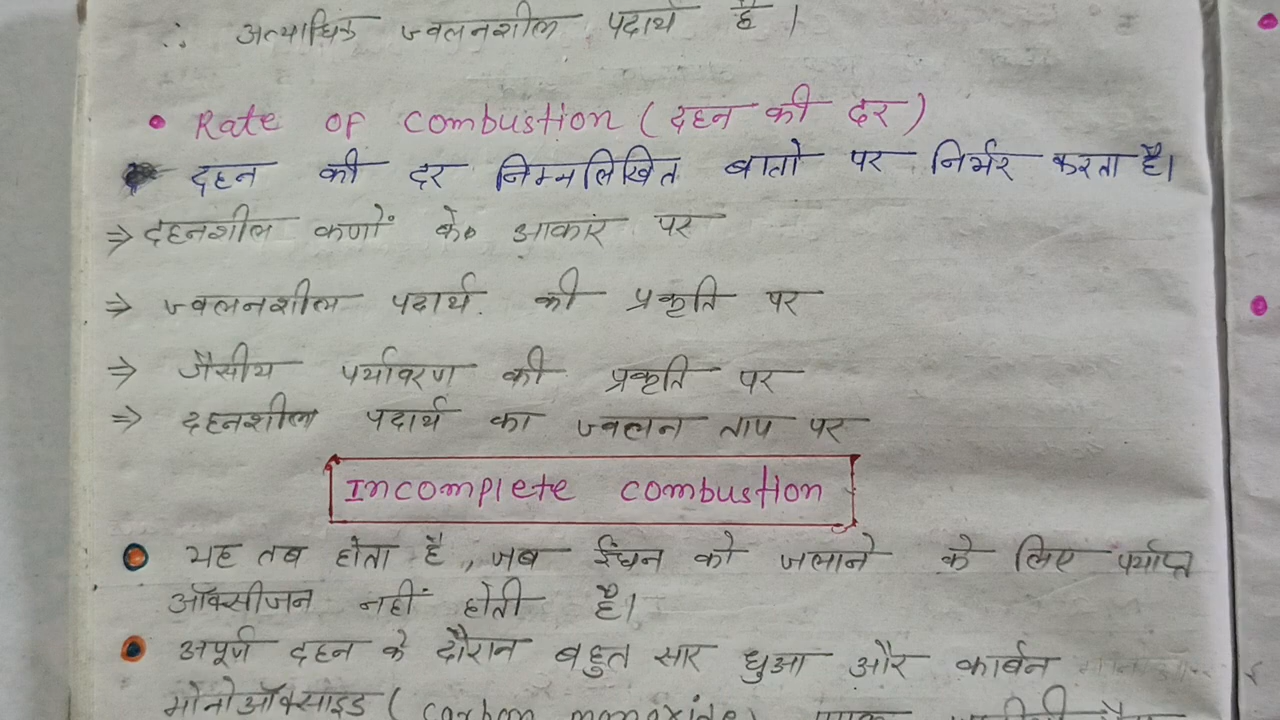 ∴ अत्याधिक ज्वलनशील पदार्थ है।
• Rate of combustion (दहन की दर)
दहन की दर निम्नलिखित बातो पर निर्भर करता है।
⇒ दहनशील कणों के आकार पर
⇒ ज्वलनशील पदार्थ की प्रकृति पर
⇒ जैसीय पर्यावरण की प्रकृति पर
⇒ दहनशील पदार्थ का ज्वलन ताप पर
Incomplete combustion
यह तब होता है, जब ईंधन को जलाने के लिए पर्याप्त
ऑक्सीजन नहीं होती है।
अपूर्ण दहन के दौरान बहुत सार धुआ और कार्बन
मोनोऑक्साइड (carbon monoxide)